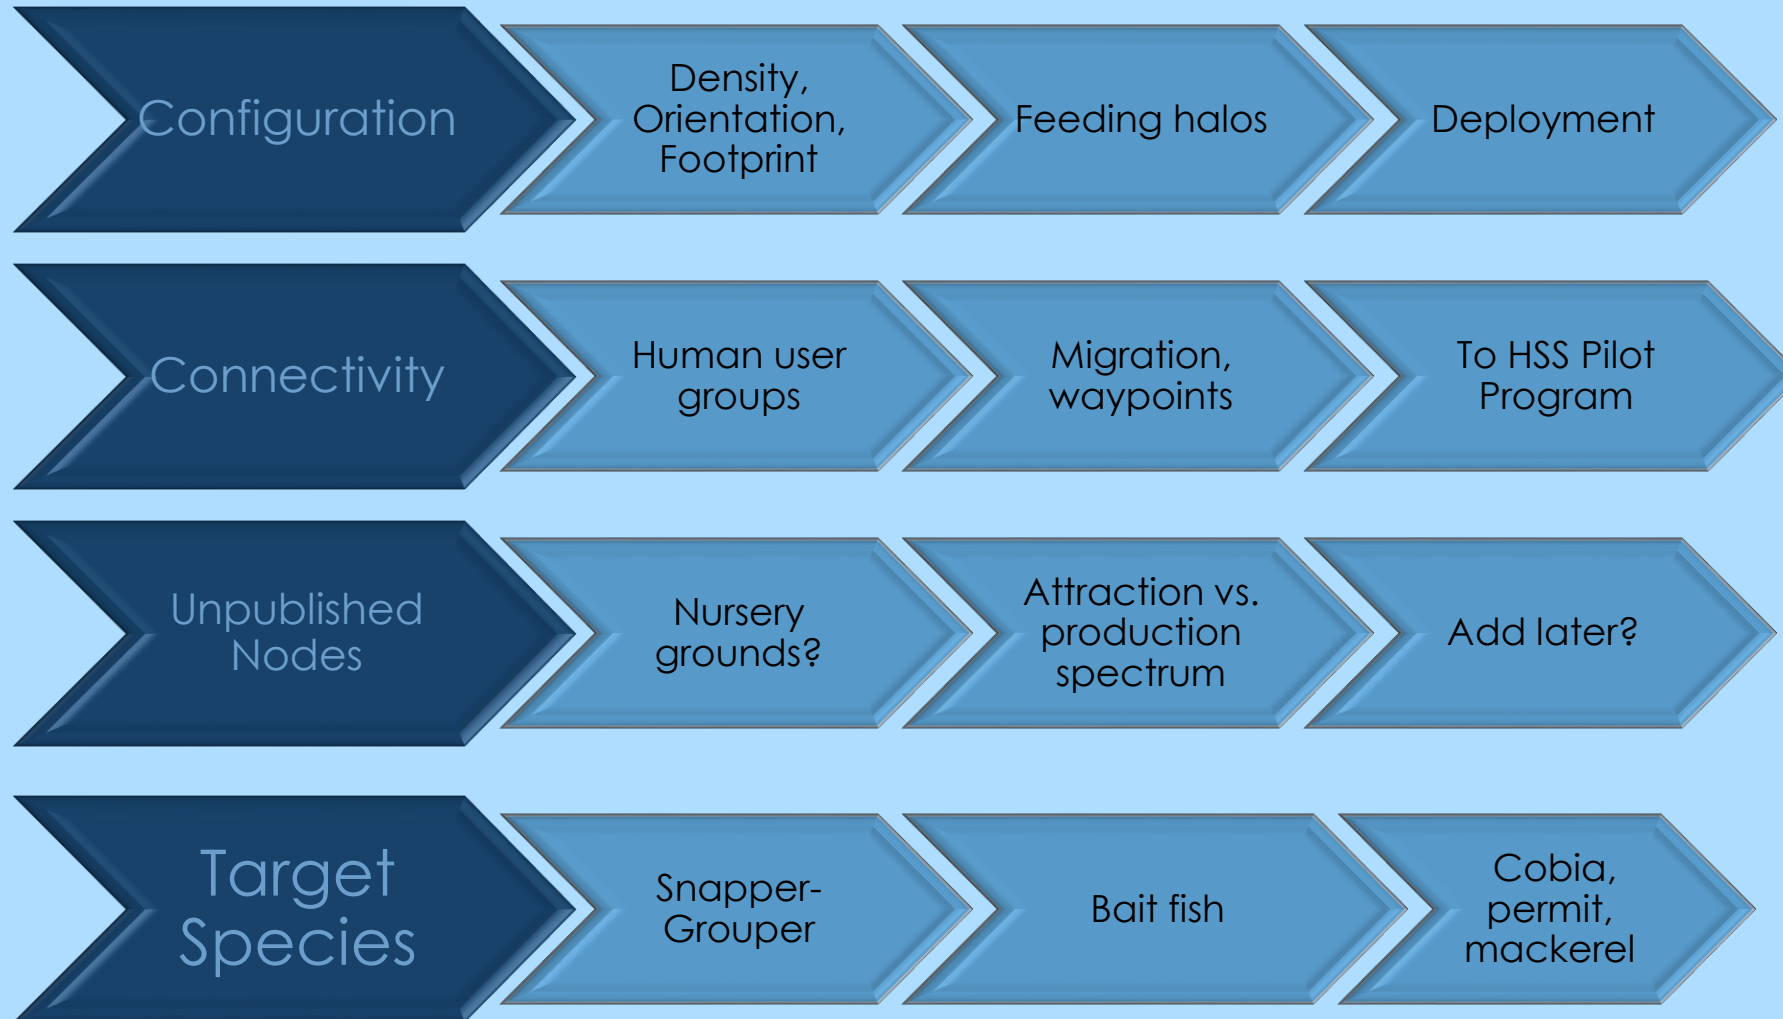 Configuration
Density,
Orientation,
Footprint
Feeding halos
Deployment
Connectivity
Human user
groups
Migration,
waypoints
To HSS Pilot
Program
Unpublished
Nodes
Nursery
grounds?
Attraction vs.
production
spectrum
Add later?
Target
Species
Snapper-
Grouper
Bait fish
Cobia,
permit,
mackerel